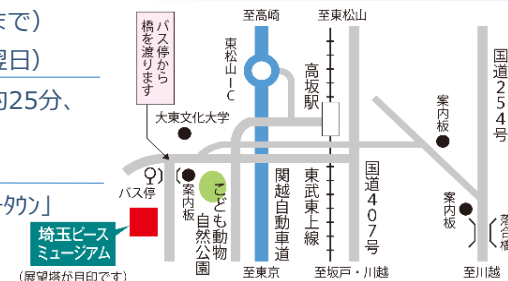 まで）
翌日）
約25分、
ータウン」
バス停から
橋を渡ります
至高崎
至東松山
東松山IC
高坂駅
国道254号
大東文化大学
案内板
バス停
案内板
こども動物
自然公園
関越自動車道
東武東上線
国道407号
案内板
落合橋
埼玉ピース
ミュージアム
（展望塔が目印です）
至東京
至坂戸・川越
至川越